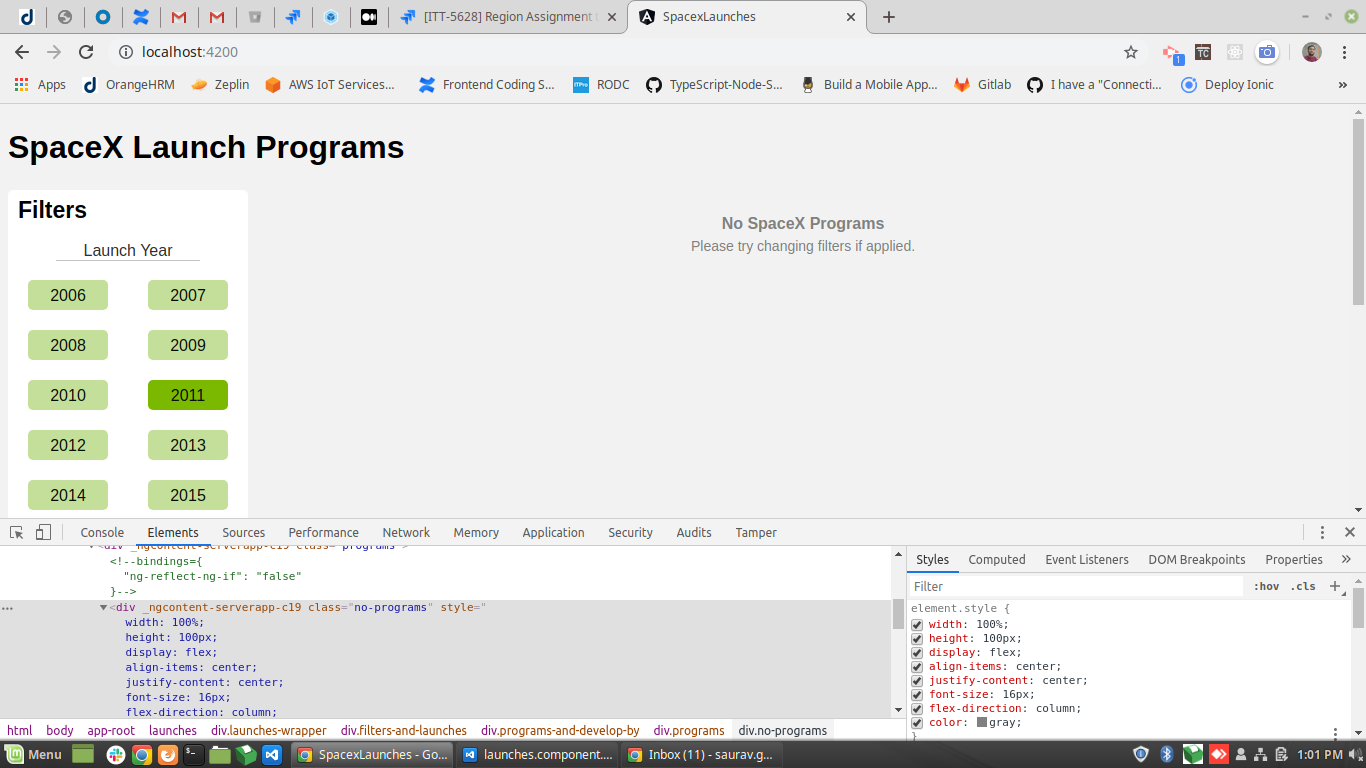 [ITT-5628] Region Assignment
SpacexLaunches
localhost:4200
TC
1
Apps
OrangeHRM
Zeplin
AWS IoT Services...
Frontend Coding S...
ITPro
RODC
TypeScript-Node-S...
Build a Mobile App...
Gitlab
I have a "Connecti...
Deploy Ionic
»
SpaceX Launch Programs
Filters
Launch Year
2006 2007
2008 2009
2010 2011
2012 2013
2014 2015
No SpaceX Programs
Please try changing filters if applied.
Console Elements Sources Performance Network Memory Application Security Audits Tamper
<div _ngcontent-serverapp-c19 class="programs">
<!--bindings={
"ng-reflect-ng-if": "false"
}-->
<div _ngcontent-serverapp-c19 class="no-programs" style="
width: 100%;
height: 100px;
display: flex;
align-items: center;
justify-content: center;
font-size: 16px;
flex-direction: column;
html body app-root launches div.launches-wrapper div.filters-and-launches div.programs-and-develop-by div.programs div.no-programs
Styles Computed Event Listeners DOM Breakpoints Properties »
Filter :hov .cls +
element.style {
width: 100%;
height: 100px;
display: flex;
align-items: center;
justify-content: center;
font-size: 16px;
flex-direction: column;
color: gray;
}
Menu
SpacexLaunches - Go...
launches.component....
Inbox (11) - saurav.g...
1:01 PM